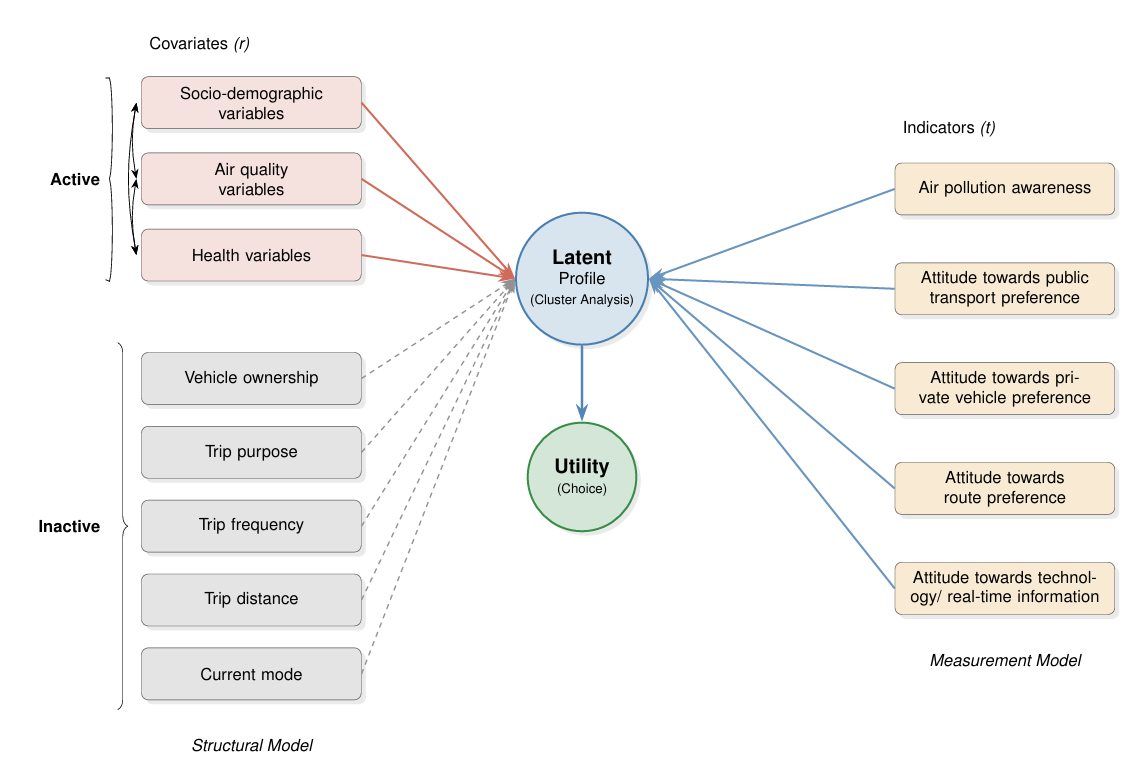 Covariates (r)
Active
Socio-demographic
variables
Air quality
variables
Health variables
Inactive
Vehicle ownership
Trip purpose
Trip frequency
Trip distance
Current mode
Structural Model
Latent
Profile
(Cluster Analysis)
Utility
(Choice)
Indicators (t)
Air pollution awareness
Attitude towards public
transport preference
Attitude towards pri-
vate vehicle preference
Attitude towards
route preference
Attitude towards technol-
ogy/ real-time information
Measurement Model